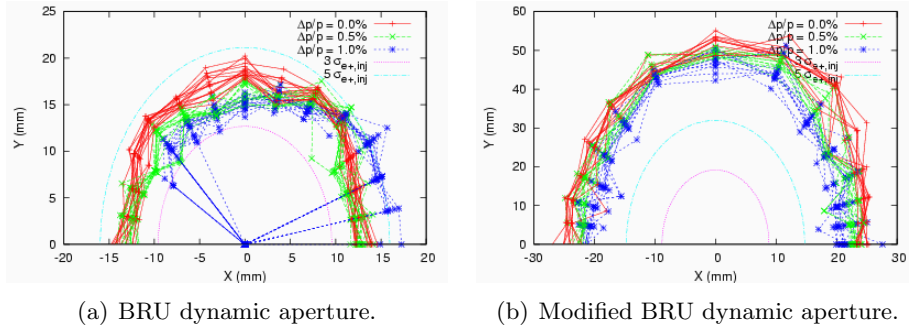 Δp/p = 0.0%
Δp/p = 0.5%
Δp/p = 1.0%
3 σe+,inj
5 σe+,inj
25
20
15
10
5
0
Y (mm)
-20 -15 -10 -5 0 5 10 15 20
X (mm)
(a) BRU dynamic aperture.
Δp/p = 0.0%
Δp/p = 0.5%
Δp/p = 1.0%
3 σe+,inj
5 σe+,inj
60
50
40
30
20
10
0
Y (mm)
-30 -20 -10 0 10 20 30
X (mm)
(b) Modified BRU dynamic aperture.